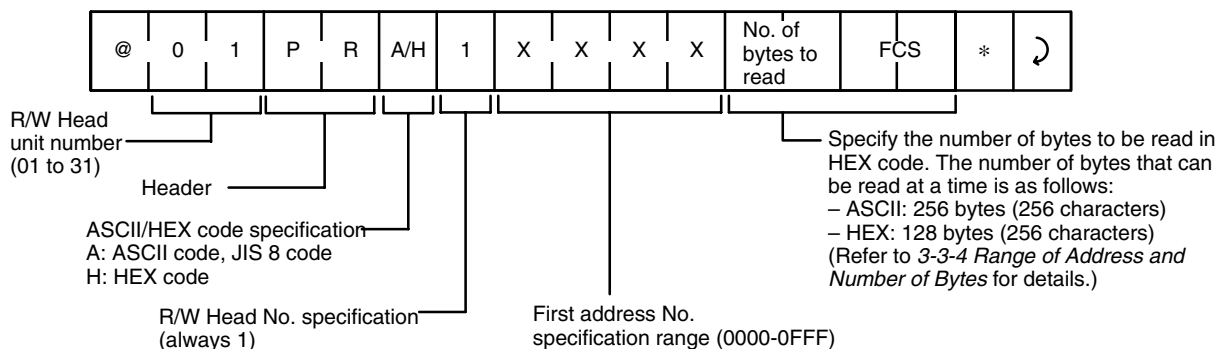 @ 0 1 P R A/H 1 X X X X No. of bytes to read FCS *
R/W Head
unit number
(01 to 31)
Header
ASCII/HEX code specification
A: ASCII code, JIS 8 code
H: HEX code
R/W Head No. specification
(always 1)
First address No.
specification range (0000-0FFF)
Specify the number of bytes to be read in
HEX code. The number of bytes that can
be read at a time is as follows:
– ASCII: 256 bytes (256 characters)
– HEX: 128 bytes (256 characters)
(Refer to 3-3-4 Range of Address and
Number of Bytes for details.)